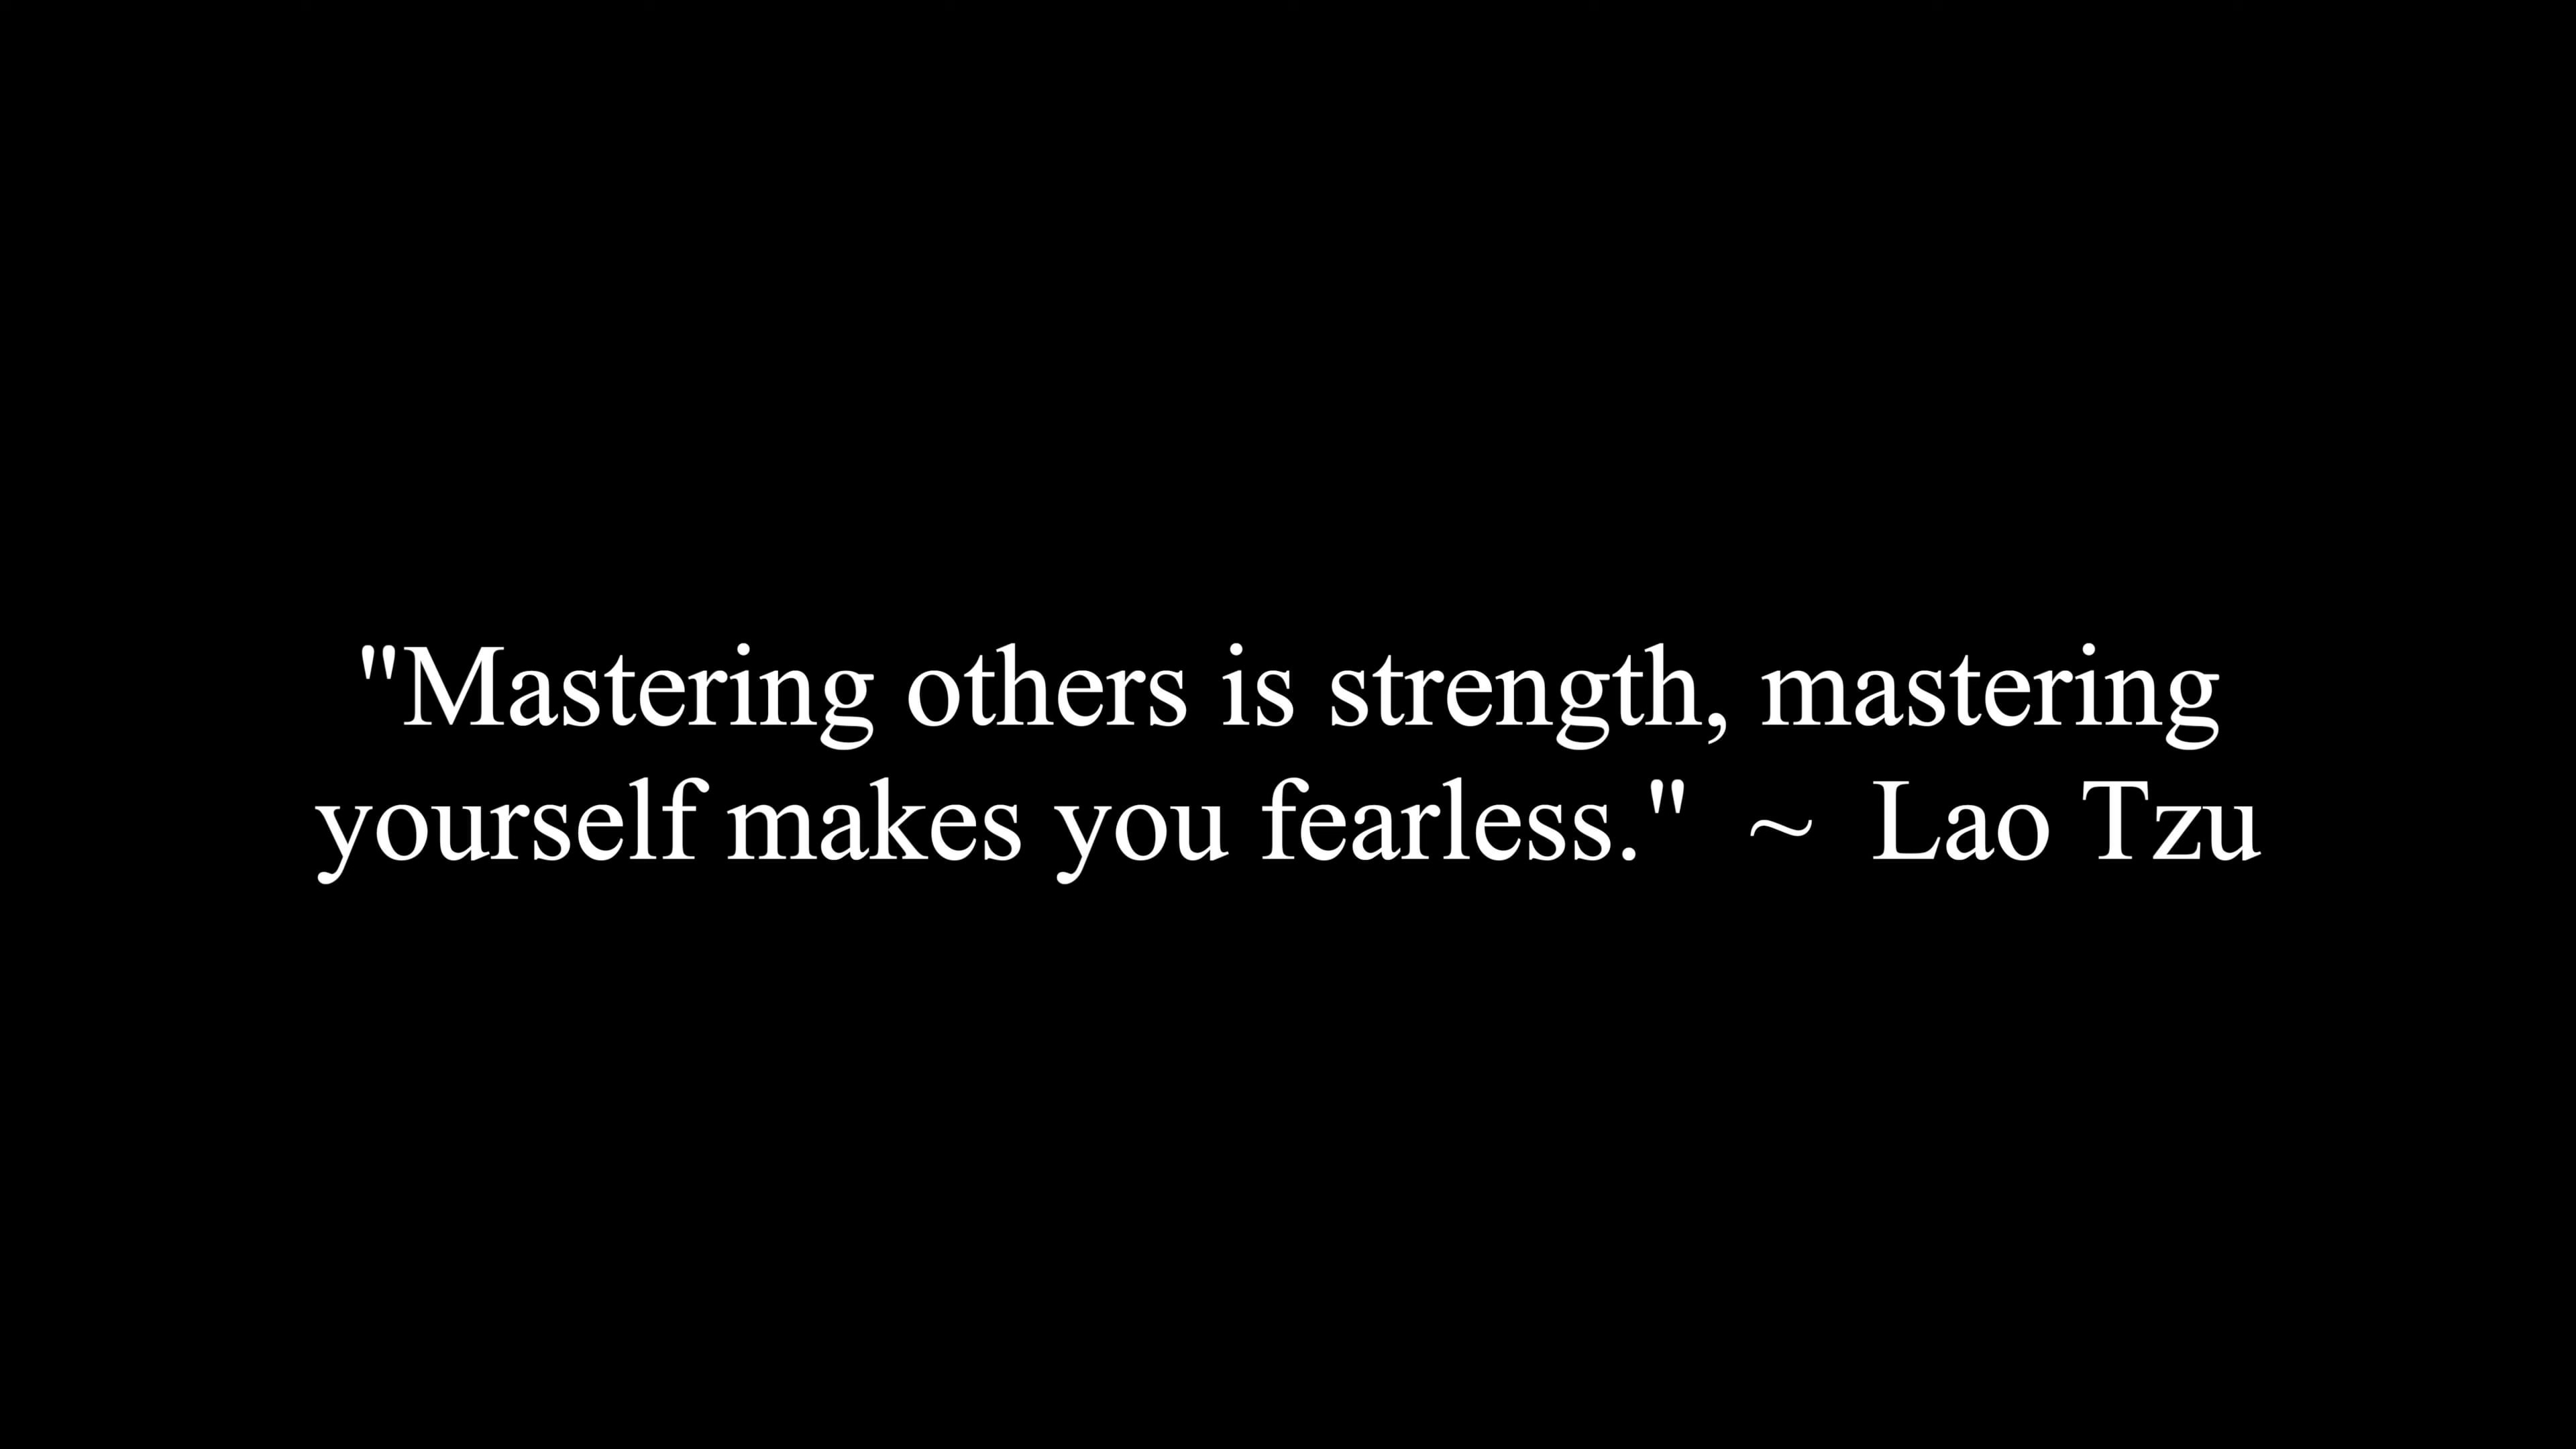 "Mastering others is strength, mastering
yourself makes you fearless."  ~  Lao Tzu